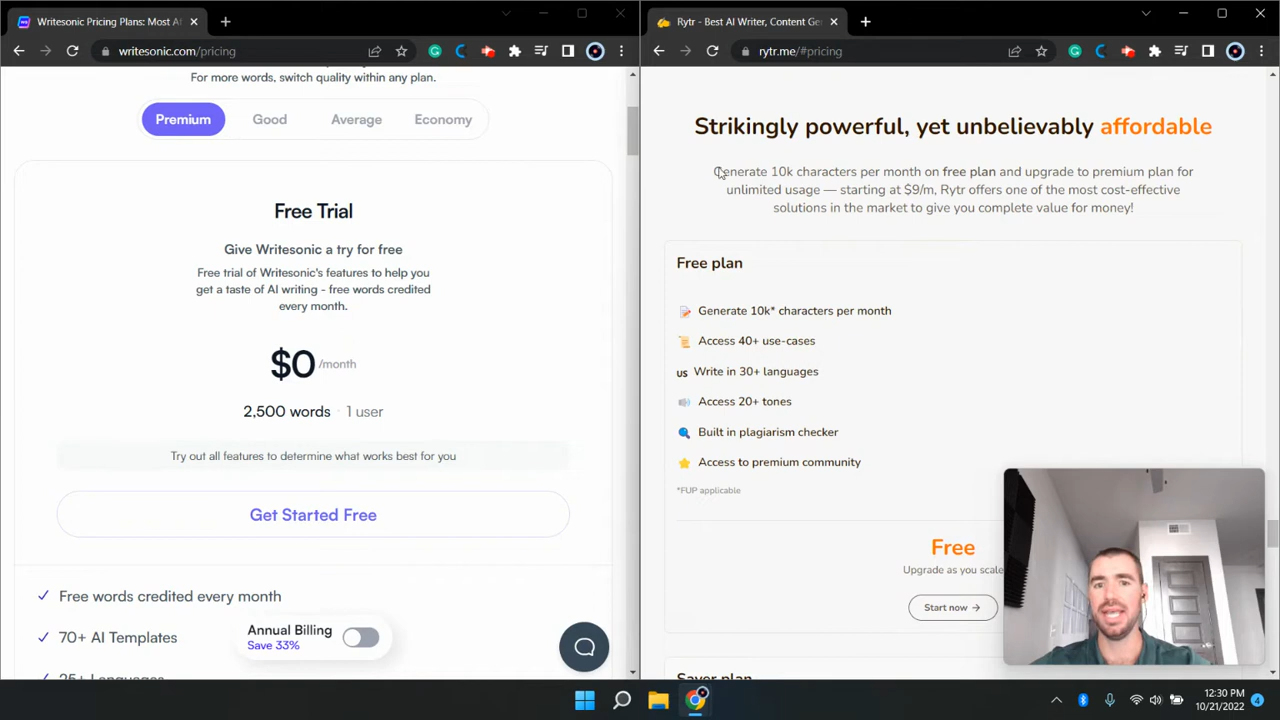 Writesonic Pricing Plans: Most A
writesonic.com/pricing
For more words, switch quality within any plan.
Premium
Good
Average
Economy
Free Trial
Give Writesonic a try for free
Free trial of Writesonic's features to help you
get a taste of AI writing - free words credited
every month.
$0 /month
2,500 words · 1 user
Try out all features to determine what works best for you
Get Started Free
Free words credited every month
70+ AI Templates
25+ Languages
Annual Billing
Save 33%
Rytr - Best AI Writer, Content Ge
rytr.me/#pricing
Strikingly powerful, yet unbelievably affordable
Generate 10k characters per month on free plan and upgrade to premium plan for
unlimited usage — starting at $9/m, Rytr offers one of the most cost-effective
solutions in the market to give you complete value for money!
Free plan
Generate 10k* characters per month
Access 40+ use-cases
US Write in 30+ languages
Access 20+ tones
Built in plagiarism checker
Access to premium community
*FUP applicable
Free
Upgrade as you scale
Start now →
Saver plan
12:30 PM
10/21/2022
4